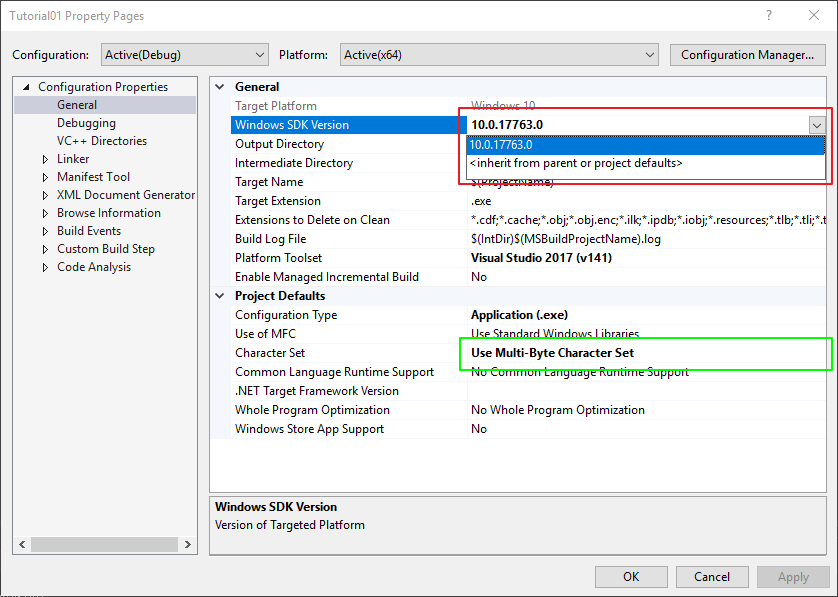 Tutorial01 Property Pages
Configuration: Active(Debug) Platform: Active(x64) Configuration Manager...
Configuration Properties
General
Debugging
VC++ Directories
Linker
Manifest Tool
XML Document Generator
Browse Information
Build Events
Custom Build Step
Code Analysis
General
Target Platform Windows 10
Windows SDK Version 10.0.17763.0
10.0.17763.0
<inherit from parent or project defaults>
Output Directory
Intermediate Directory
Target Name $(ProjectName)
Target Extension .exe
Extensions to Delete on Clean *.cdf;*.cache;*.obj;*.obj.enc;*.ilk;*.ipdb;*.iobj;*.resources;*.tlb;*.tli;*.t
Build Log File $(IntDir)$(MSBuildProjectName).log
Platform Toolset Visual Studio 2017 (v141)
Enable Managed Incremental Build No
Project Defaults
Configuration Type Application (.exe)
Use of MFC Use Standard Windows Libraries
Character Set Use Multi-Byte Character Set
Common Language Runtime Support No Common Language Runtime Support
.NET Target Framework Version
Whole Program Optimization No Whole Program Optimization
Windows Store App Support No
Windows SDK Version
Version of Targeted Platform
OK Cancel Apply